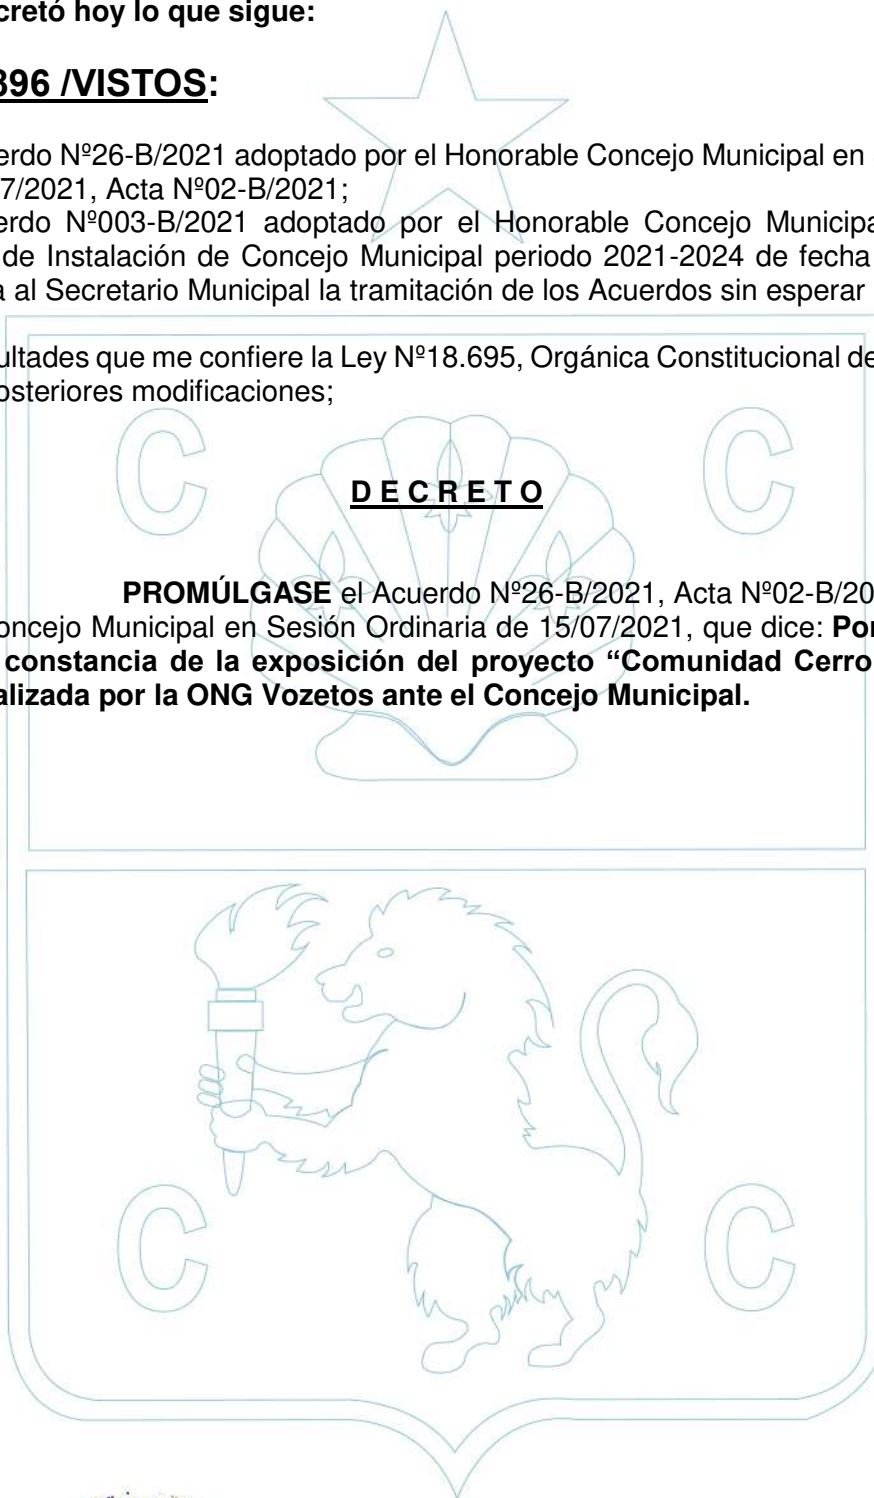 cretó hoy lo que sigue:
896 /VISTOS:
erdo Nº26-B/2021 adoptado por el Honorable Concejo Municipal en
7/2021, Acta Nº02-B/2021;
erdo Nº003-B/2021 adoptado por el Honorable Concejo Municipa
de Instalación de Concejo Municipal periodo 2021-2024 de fecha
a al Secretario Municipal la tramitación de los Acuerdos sin esperar
ultades que me confiere la Ley Nº18.695, Orgánica Constitucional de
osteriores modificaciones;
C C
D E C R E T O
PROMÚLGASE el Acuerdo Nº26-B/2021, Acta Nº02-B/20
oncejo Municipal en Sesión Ordinaria de 15/07/2021, que dice: Por
constancia de la exposición del proyecto “Comunidad Cerro
alizada por la ONG Vozetos ante el Concejo Municipal.
C C